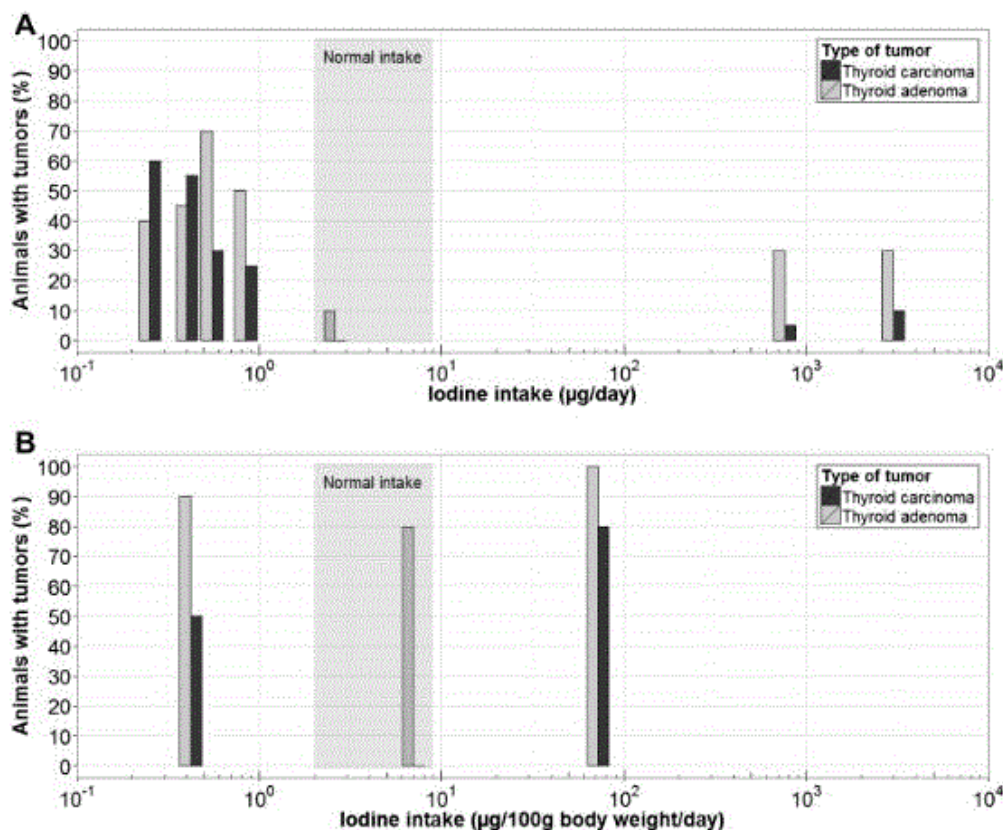 A
100
90
80
70
60
50
40
30
20
10
0
Animals with tumors (%)
Normal intake
Type of tumor
Thyroid carcinoma
Thyroid adenoma
10-1 100 101 102 103 104
Iodine intake (µg/day)
B
100
90
80
70
60
50
40
30
20
10
0
Animals with tumors (%)
Normal intake
Type of tumor
Thyroid carcinoma
Thyroid adenoma
10-1 100 101 102 103 104
Iodine intake (µg/100g body weight/day)